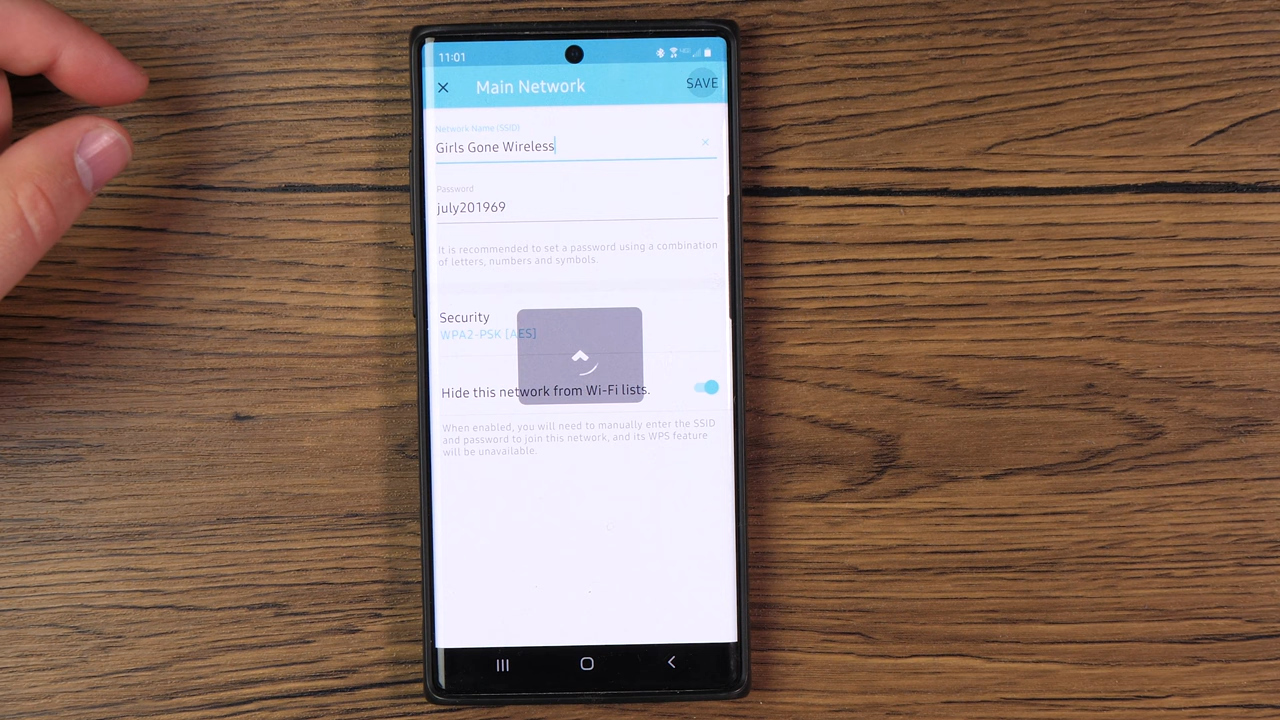 11:01
Main Network
SAVE
Network Name (SSID)
Girls Gone Wireless
Password
july201969
It is recommended to set a password using a combination
of letters, numbers and symbols.
Security
WPA2-PSK [AES]
Hide this network from Wi-Fi lists.
When enabled, you will need to manually enter the SSID
and password to join this network, and its WPS feature
will be unavailable.